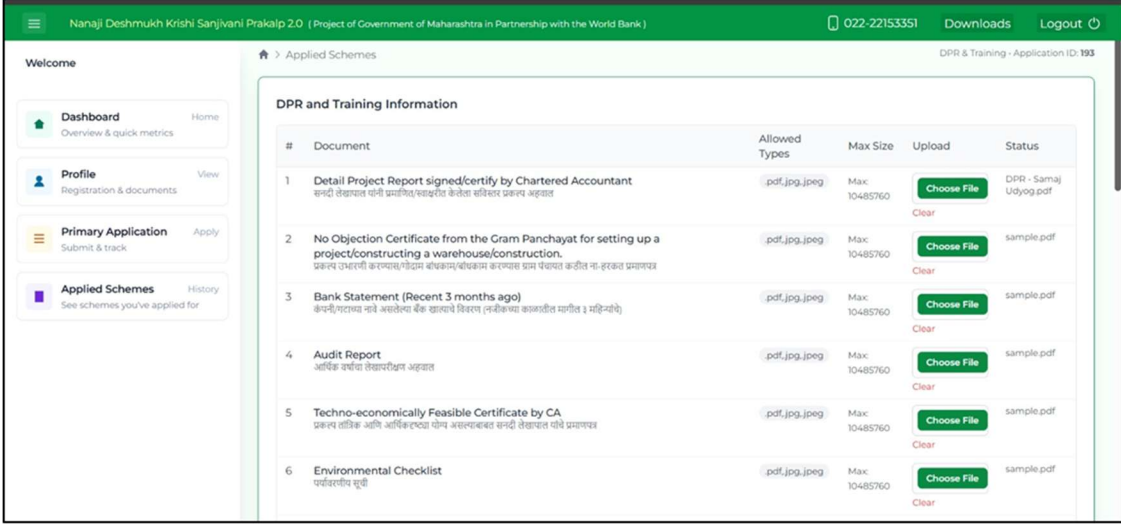 Nanaji Deshmukh Krishi Sanjivani Prakalp 2.0 (Project of Government of Maharashtra in Partnership with the World Bank)
022-22153351
Downloads
Logout
Welcome
Dashboard
Home
Overview & quick metrics
Profile
View
Registration & documents
Primary Application
Apply
Submit & track
Applied Schemes
History
See schemes you've applied for
> Applied Schemes
DPR & Training - Application ID: 193
DPR and Training Information
# Document Allowed Types Max Size Upload Status
1 Detail Project Report signed/certify by Chartered Accountant
सनदी लेखापाल यांनी प्रमाणित/स्वाक्षरीत केलेला सविस्तर प्रकल्प अहवाल
.pdf,.jpg,.jpeg
Max: 10485760
Choose File
Clear
DPR - Samaj
Udyog.pdf
2 No Objection Certificate from the Gram Panchayat for setting up a
project/constructing a warehouse/construction.
प्रकल्प उभारणी करण्यास/गोदाम बांधकाम/बांधकाम करण्यास ग्राम पंचायत कडील ना-हरकत प्रमाणपत्र
.pdf,.jpg,.jpeg
Max: 10485760
Choose File
Clear
sample.pdf
3 Bank Statement (Recent 3 months ago)
कंपनी/गटाच्या नावे असलेल्या बँक खात्याचे विवरण (नजीकच्या काळातील मागील ३ महिन्यांचे)
.pdf,.jpg,.jpeg
Max: 10485760
Choose File
Clear
sample.pdf
4 Audit Report
आर्थिक वर्षाचा लेखापरीक्षण अहवाल
.pdf,.jpg,.jpeg
Max: 10485760
Choose File
Clear
sample.pdf
5 Techno-economically Feasible Certificate by CA
प्रकल्प तांत्रिक आणि आर्थिकदृष्ट्या योग्य असल्याबाबत सनदी लेखापाल यांचे प्रमाणपत्र
.pdf,.jpg,.jpeg
Max: 10485760
Choose File
Clear
sample.pdf
6 Environmental Checklist
पर्यावरणीय सूची
.pdf,.jpg,.jpeg
Max: 10485760
Choose File
Clear
sample.pdf